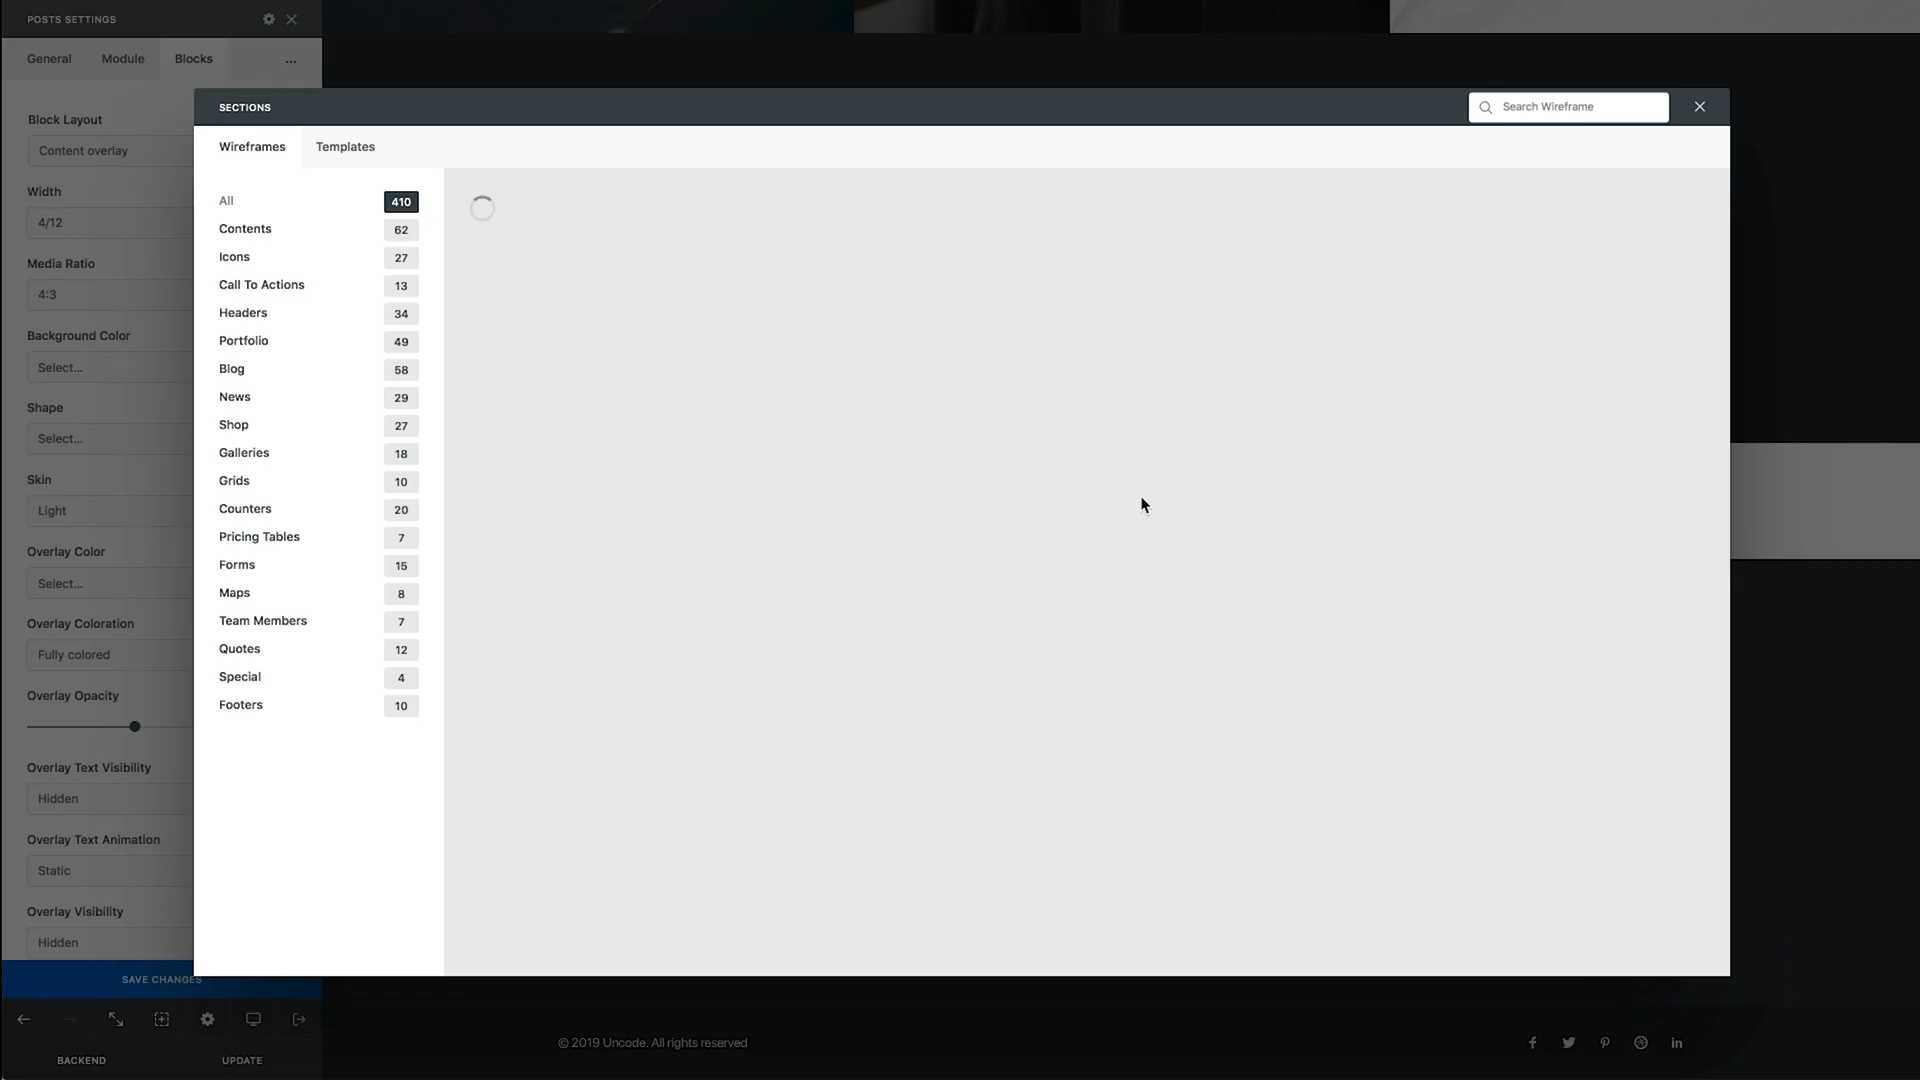 POSTS SETTINGS
General Module Blocks ...
Block Layout
Content overlay
Width
4/12
Media Ratio
4:3
Background Color
Select...
Shape
Select...
Skin
Light
Overlay Color
Select...
Overlay Coloration
Fully colored
Overlay Opacity
Overlay Text Visibility
Hidden
Overlay Text Animation
Static
Overlay Visibility
Hidden
SAVE CHANGES
BACKEND UPDATE
SECTIONS
Search Wireframe
Wireframes Templates
All 410
Contents 62
Icons 27
Call To Actions 13
Headers 34
Portfolio 49
Blog 58
News 29
Shop 27
Galleries 18
Grids 10
Counters 20
Pricing Tables 7
Forms 15
Maps 8
Team Members 7
Quotes 12
Special 4
Footers 10
© 2019 Uncode. All rights reserved